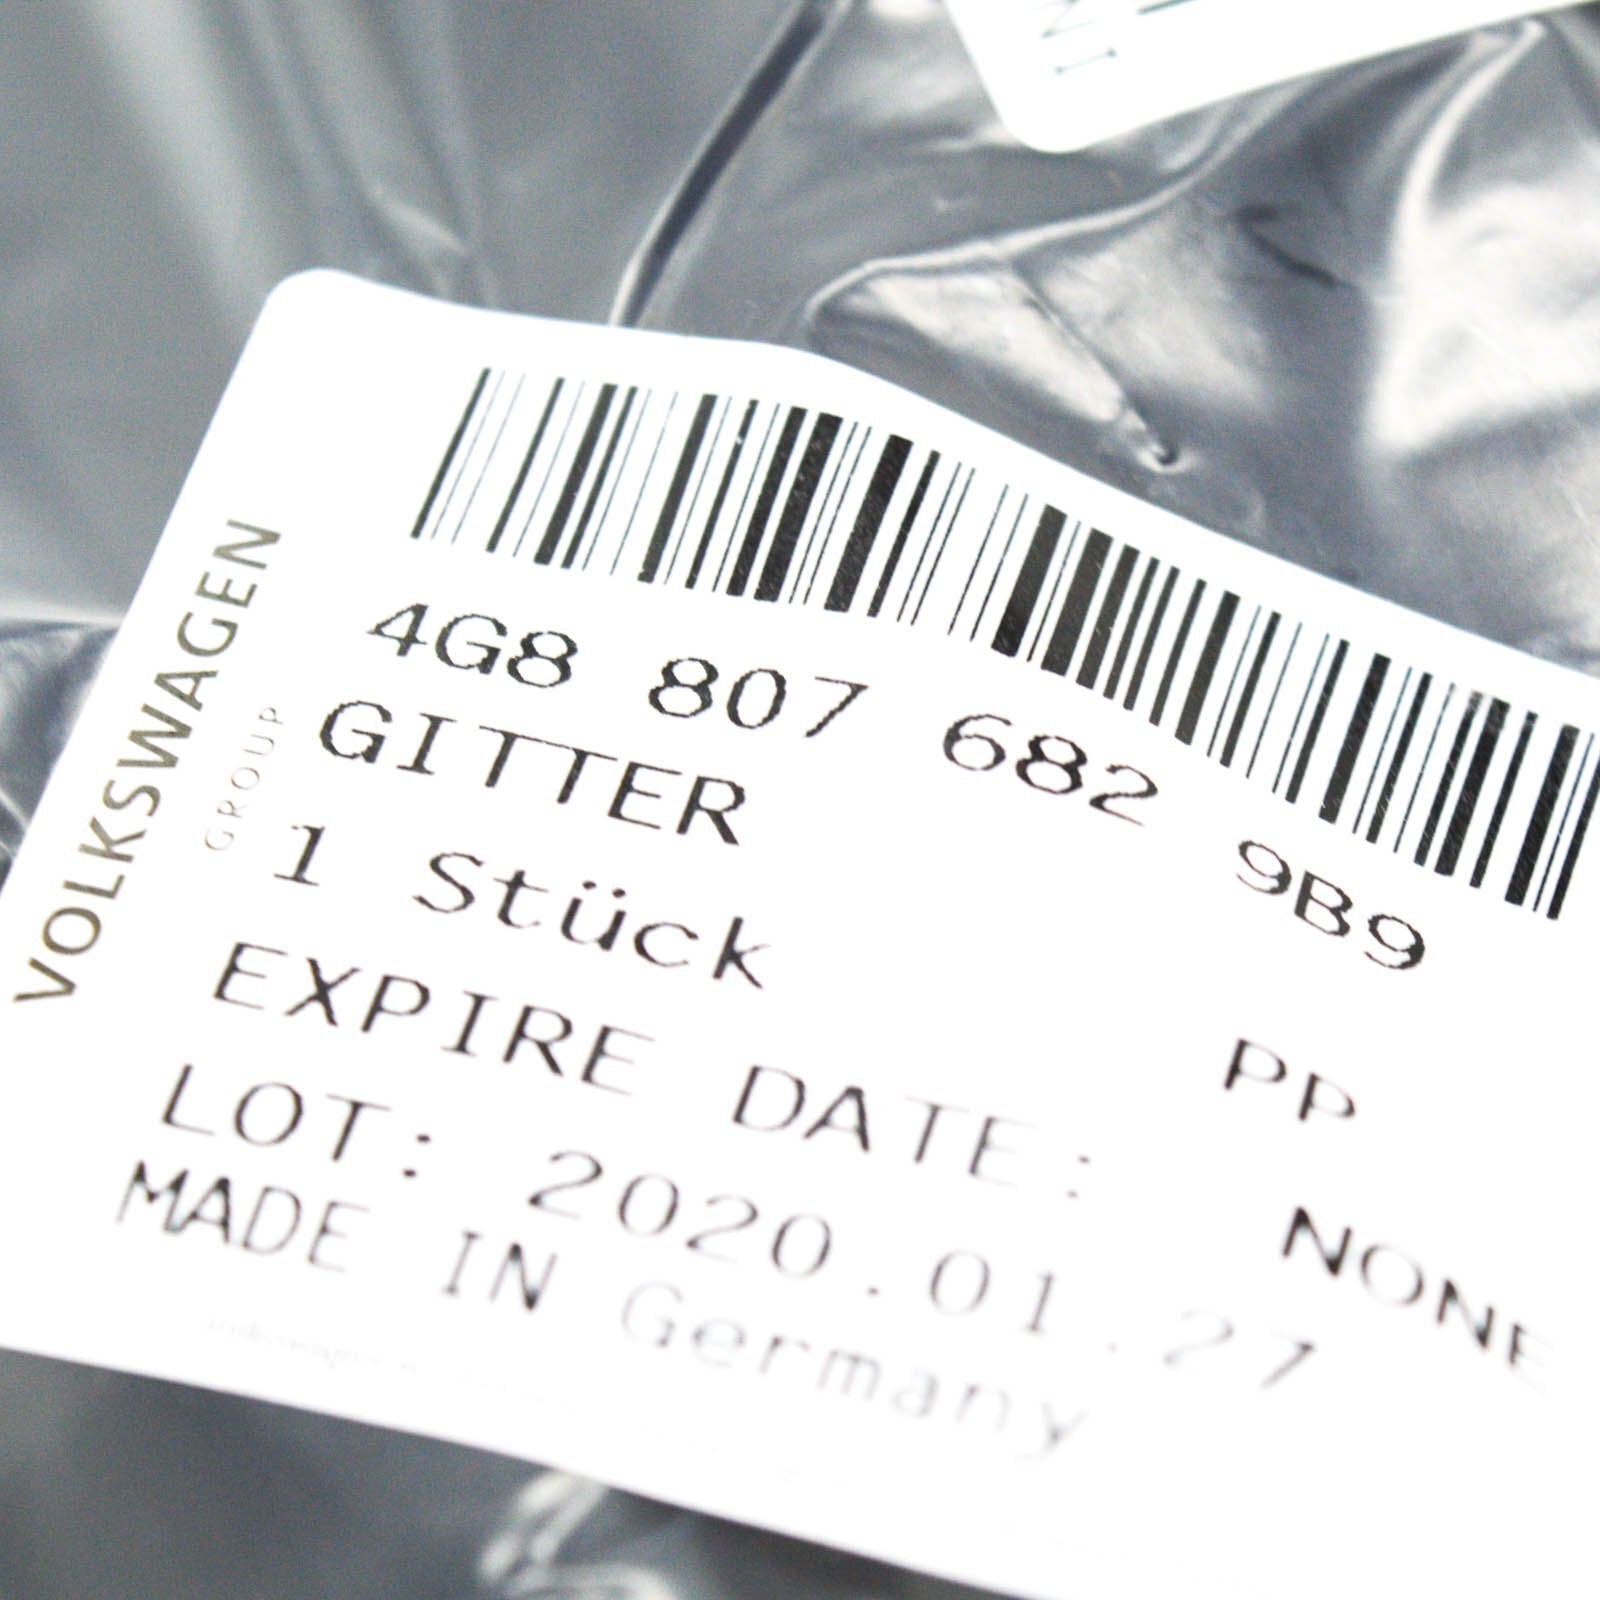 VOLKSWAGEN
GROUP
4G8 807 682 9B9
GITTER
1 Stück PP
EXPIRE DATE: NONE
LOT: 2020.01.27
MADE IN Germany